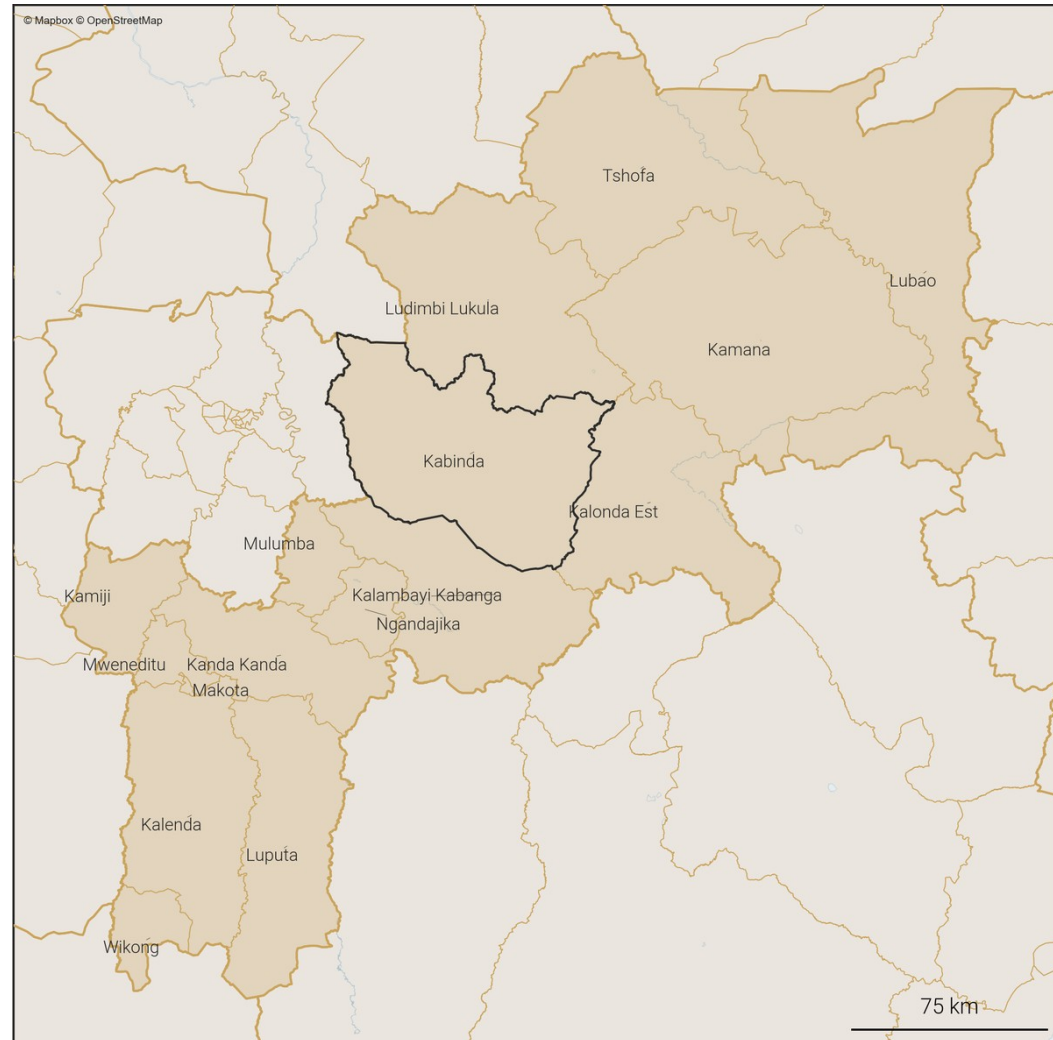 © Mapbox © OpenStreetMap
Tshofa
Lubao
Ludimbi Lukula
Kamana
Kabinda
Kalonda Est
Mulumba
Kamiji
Kalambayi Kabanga
Ngandajika
Mweneditu
Kanda Kanda
Makota
Kalenda
Luputa
Wikong
75 km